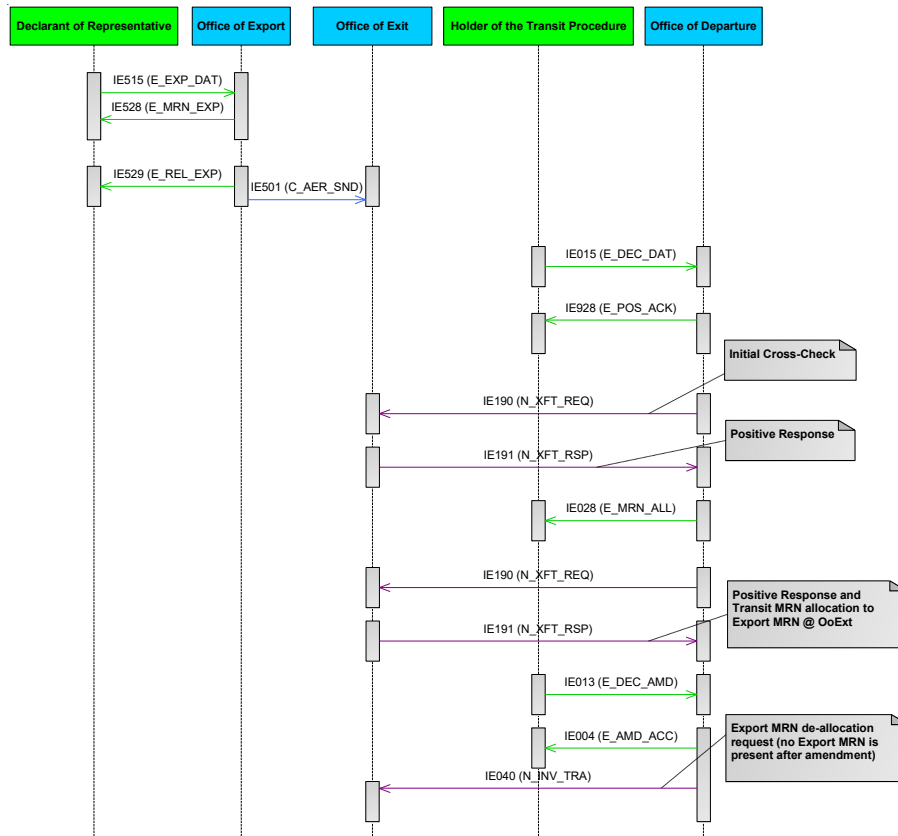 Declarant of Representative
Office of Export
Office of Exit
Holder of the Transit Procedure
Office of Departure
IE515 (E_EXP_DAT)
IE528 (E_MRN_EXP)
IE529 (E_REL_EXP)
IE501 (C_AER_SND)
IE015 (E_DEC_DAT)
IE928 (E_POS_ACK)
Initial Cross-Check
IE190 (N_XFT_REQ)
Positive Response
IE191 (N_XFT_RSP)
IE028 (E_MRN_ALL)
IE190 (N_XFT_REQ)
Positive Response and
Transit MRN allocation to
Export MRN @ OoExt
IE191 (N_XFT_RSP)
IE013 (E_DEC_AMD)
Export MRN de-allocation
request (no Export MRN is
present after amendment)
IE004 (E_AMD_ACC)
IE040 (N_INV_TRA)